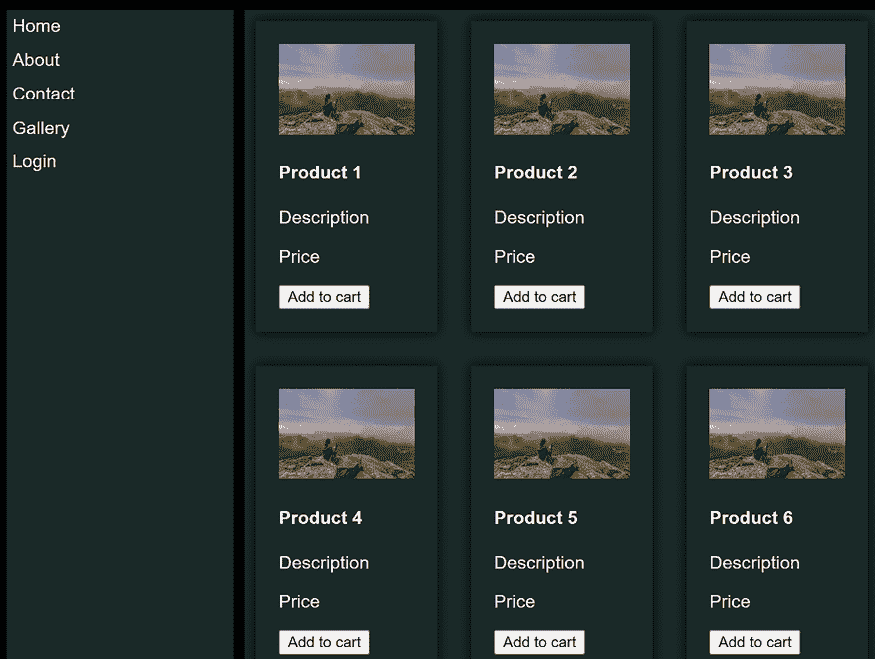 Home
About
Contact
Gallery
Login
Product 1
Description
Price
Add to cart
Product 2
Description
Price
Add to cart
Product 3
Description
Price
Add to cart
Product 4
Description
Price
Add to cart
Product 5
Description
Price
Add to cart
Product 6
Description
Price
Add to cart